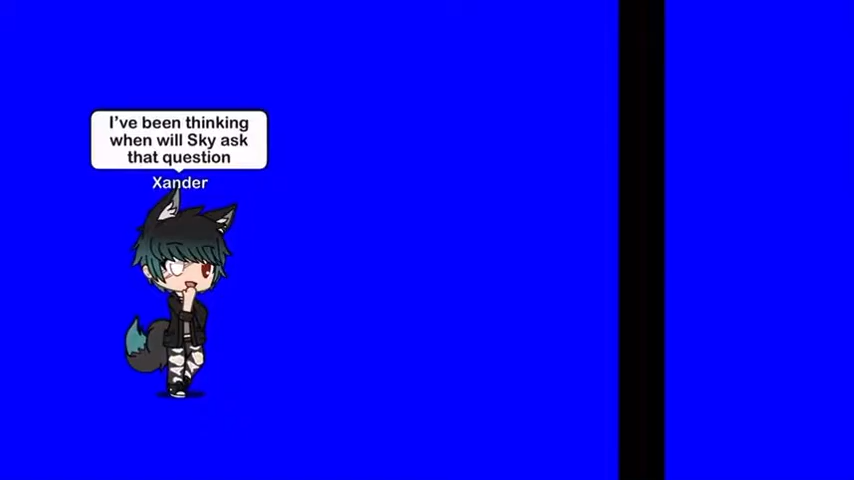 I've been thinking
when will Sky ask
that question
Xander